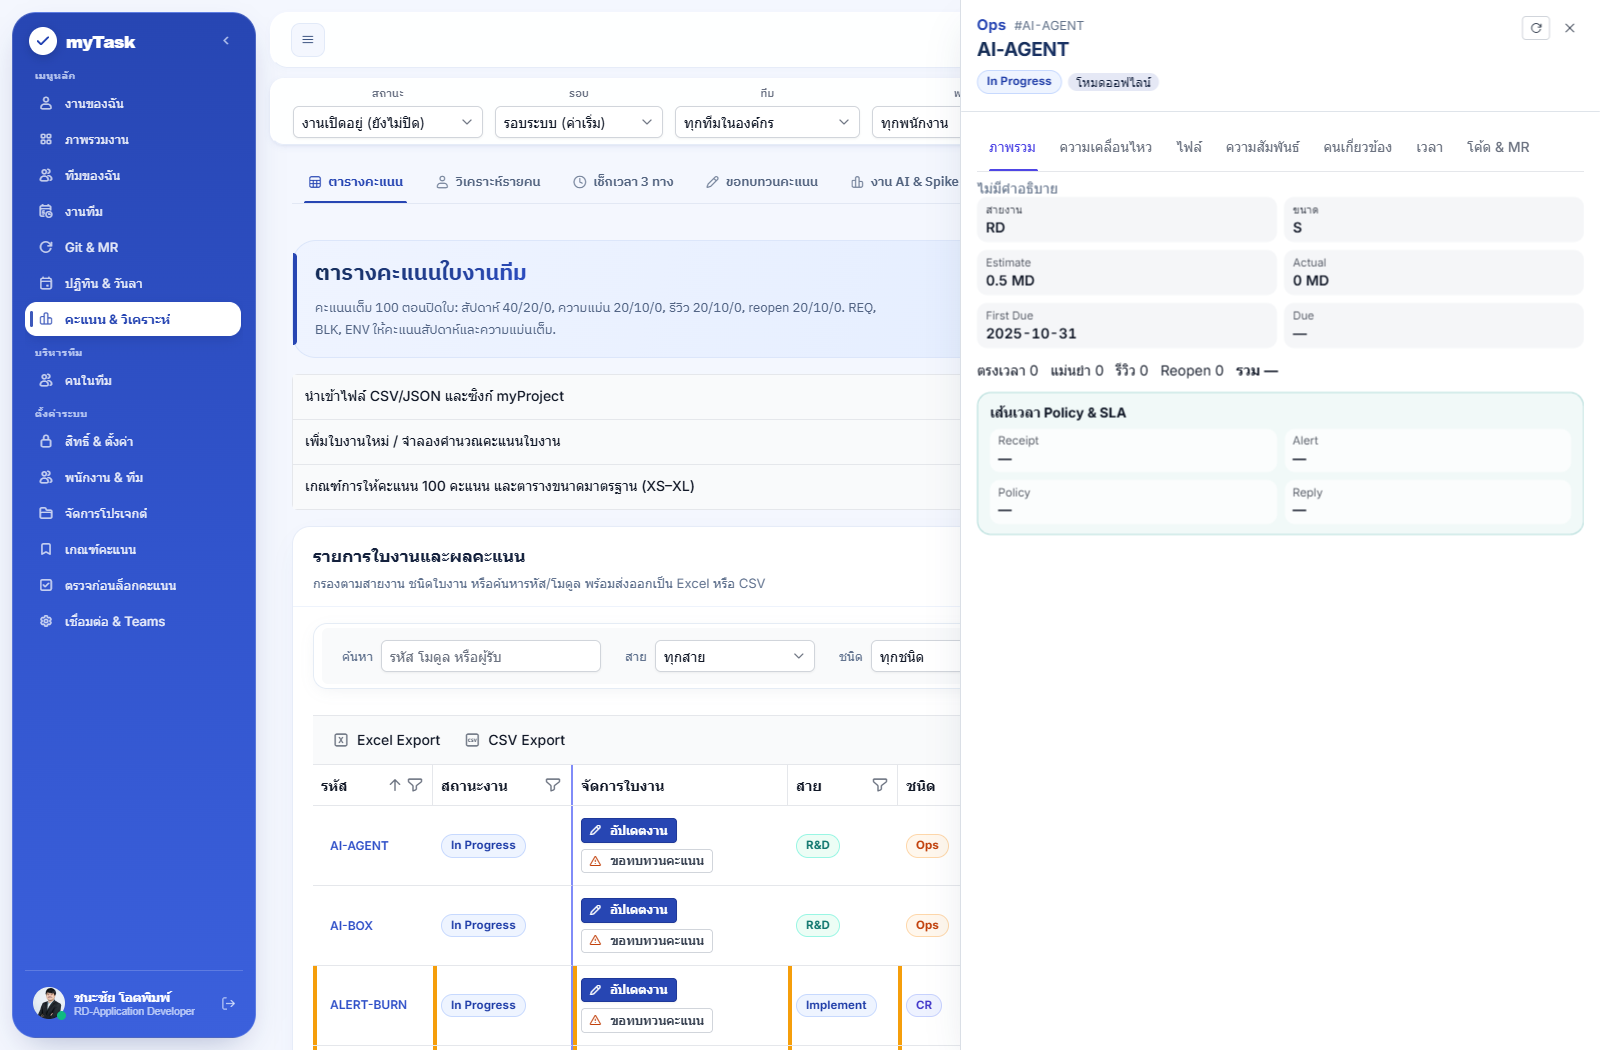 myTask
เมนูหลัก
งานของฉัน
ภาพรวมงาน
ทีมของฉัน
งานทีม
Git & MR
ปฏิทิน & วันลา
คะแนน & วิเคราะห์
บริหารทีม
คนในทีม
ตั้งค่าระบบ
สิทธิ์ & ตั้งค่า
พนักงาน & ทีม
จัดการโปรเจกต์
เกณฑ์คะแนน
ตรวจก่อนล็อกคะแนน
เชื่อมต่อ & Teams
ชนะชัย โอตพิมพ์
RD-Application Developer
สถานะ
งานเปิดอยู่ (ยังไม่ปิด)
รอบ
รอบระบบ (ค่าเริ่ม)
ทีม
ทุกทีมในองค์กร
ทุกพนักงาน
ตารางคะแนน
วิเคราะห์รายคน
เช็กเวลา 3 ทาง
ขอทบทวนคะแนน
งาน AI & Spike
ตารางคะแนนใบงานทีม
คะแนนเต็ม 100 ตอนปิดใบ: สัปดาห์ 40/20/0, ความแม่น 20/10/0, รีวิว 20/10/0, reopen 20/10/0. REQ,
BLK, ENV ให้คะแนนสัปดาห์และความแม่นเต็ม.
นำเข้าไฟล์ CSV/JSON และซิงก์ myProject
เพิ่มใบงานใหม่ / จำลองคำนวณคะแนนใบงาน
เกณฑ์การให้คะแนน 100 คะแนน และตารางขนาดมาตรฐาน (XS–XL)
รายการใบงานและผลคะแนน
กรองตามสายงาน ชนิดใบงาน หรือค้นหารหัส/โมดูล พร้อมส่งออกเป็น Excel หรือ CSV
ค้นหา
รหัส โมดูล หรือผู้รับ
สาย
ทุกสาย
ชนิด
ทุกชนิด
Excel Export
CSV Export
รหัส
สถานะงาน
จัดการใบงาน
สาย
ชนิด
AI-AGENT
In Progress
อัปเดตงาน
ขอทบทวนคะแนน
R&D
Ops
AI-BOX
In Progress
อัปเดตงาน
ขอทบทวนคะแนน
R&D
Ops
ALERT-BURN
In Progress
อัปเดตงาน
ขอทบทวนคะแนน
Implement
CR
Ops #AI-AGENT
AI-AGENT
In Progress
โหมดออฟไลน์
ภาพรวม
ความเคลื่อนไหว
ไฟล์
ความสัมพันธ์
คนเกี่ยวข้อง
เวลา
โค้ด & MR
ไม่มีคำอธิบาย
สายงาน
RD
ขนาด
S
Estimate
0.5 MD
Actual
0 MD
First Due
2025-10-31
Due
—
ตรงเวลา 0 แม่นยำ 0 รีวิว 0 Reopen 0 รวม —
เส้นเวลา Policy & SLA
Receipt
—
Alert
—
Policy
—
Reply
—